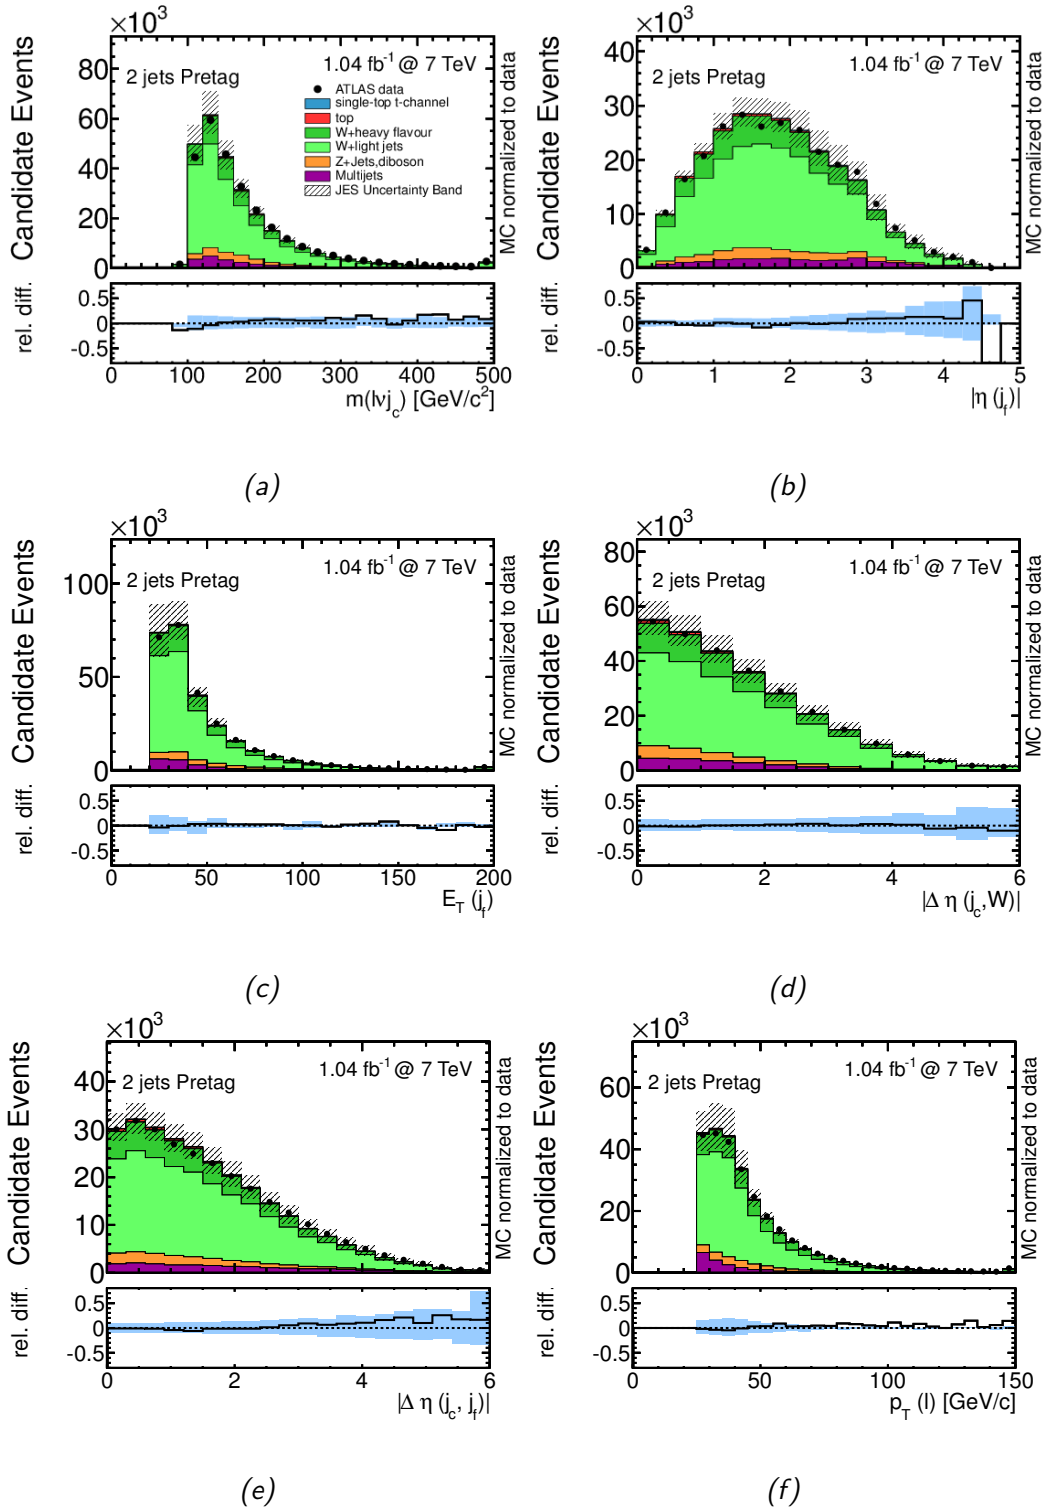 ×10³
Candidate Events
80
60
40
20
0
2 jets Pretag
1.04 fb⁻¹ @ 7 TeV
ATLAS data
single-top t-channel
top
W+heavy flavour
W+light jets
Z+Jets,diboson
Multijets
JES Uncertainty Band
MC normalized to data
rel. diff.
0.5
0
-0.5
0 100 200 300 400 500
m(lνj_c) [GeV/c²]
(a)
×10³
Candidate Events
40
30
20
10
0
2 jets Pretag
1.04 fb⁻¹ @ 7 TeV
MC normalized to data
rel. diff.
0.5
0
-0.5
0 1 2 3 4 5
|η (j_f)|
(b)
×10³
Candidate Events
100
50
0
2 jets Pretag
1.04 fb⁻¹ @ 7 TeV
MC normalized to data
rel. diff.
0.5
0
-0.5
0 50 100 150 200
E_T (j_f)
(c)
×10³
Candidate Events
80
60
40
20
0
2 jets Pretag
1.04 fb⁻¹ @ 7 TeV
MC normalized to data
rel. diff.
0.5
0
-0.5
0 2 4 6
|Δ η (j_c,W)|
(d)
×10³
Candidate Events
40
30
20
10
0
2 jets Pretag
1.04 fb⁻¹ @ 7 TeV
MC normalized to data
rel. diff.
0.5
0
-0.5
0 2 4 6
|Δ η (j_c, j_f)|
(e)
×10³
Candidate Events
60
40
20
0
2 jets Pretag
1.04 fb⁻¹ @ 7 TeV
MC normalized to data
rel. diff.
0.5
0
-0.5
0 50 100 150
p_T (l) [GeV/c]
(f)